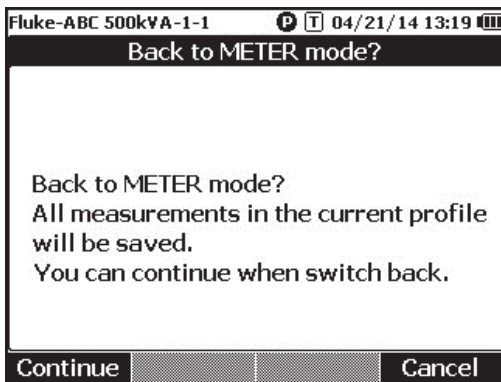 Fluke-ABC 500kVA-1-1 P T 04/21/14 13:19
Back to METER mode?
Back to METER mode?
All measurements in the current profile
will be saved.
You can continue when switch back.
Continue Cancel